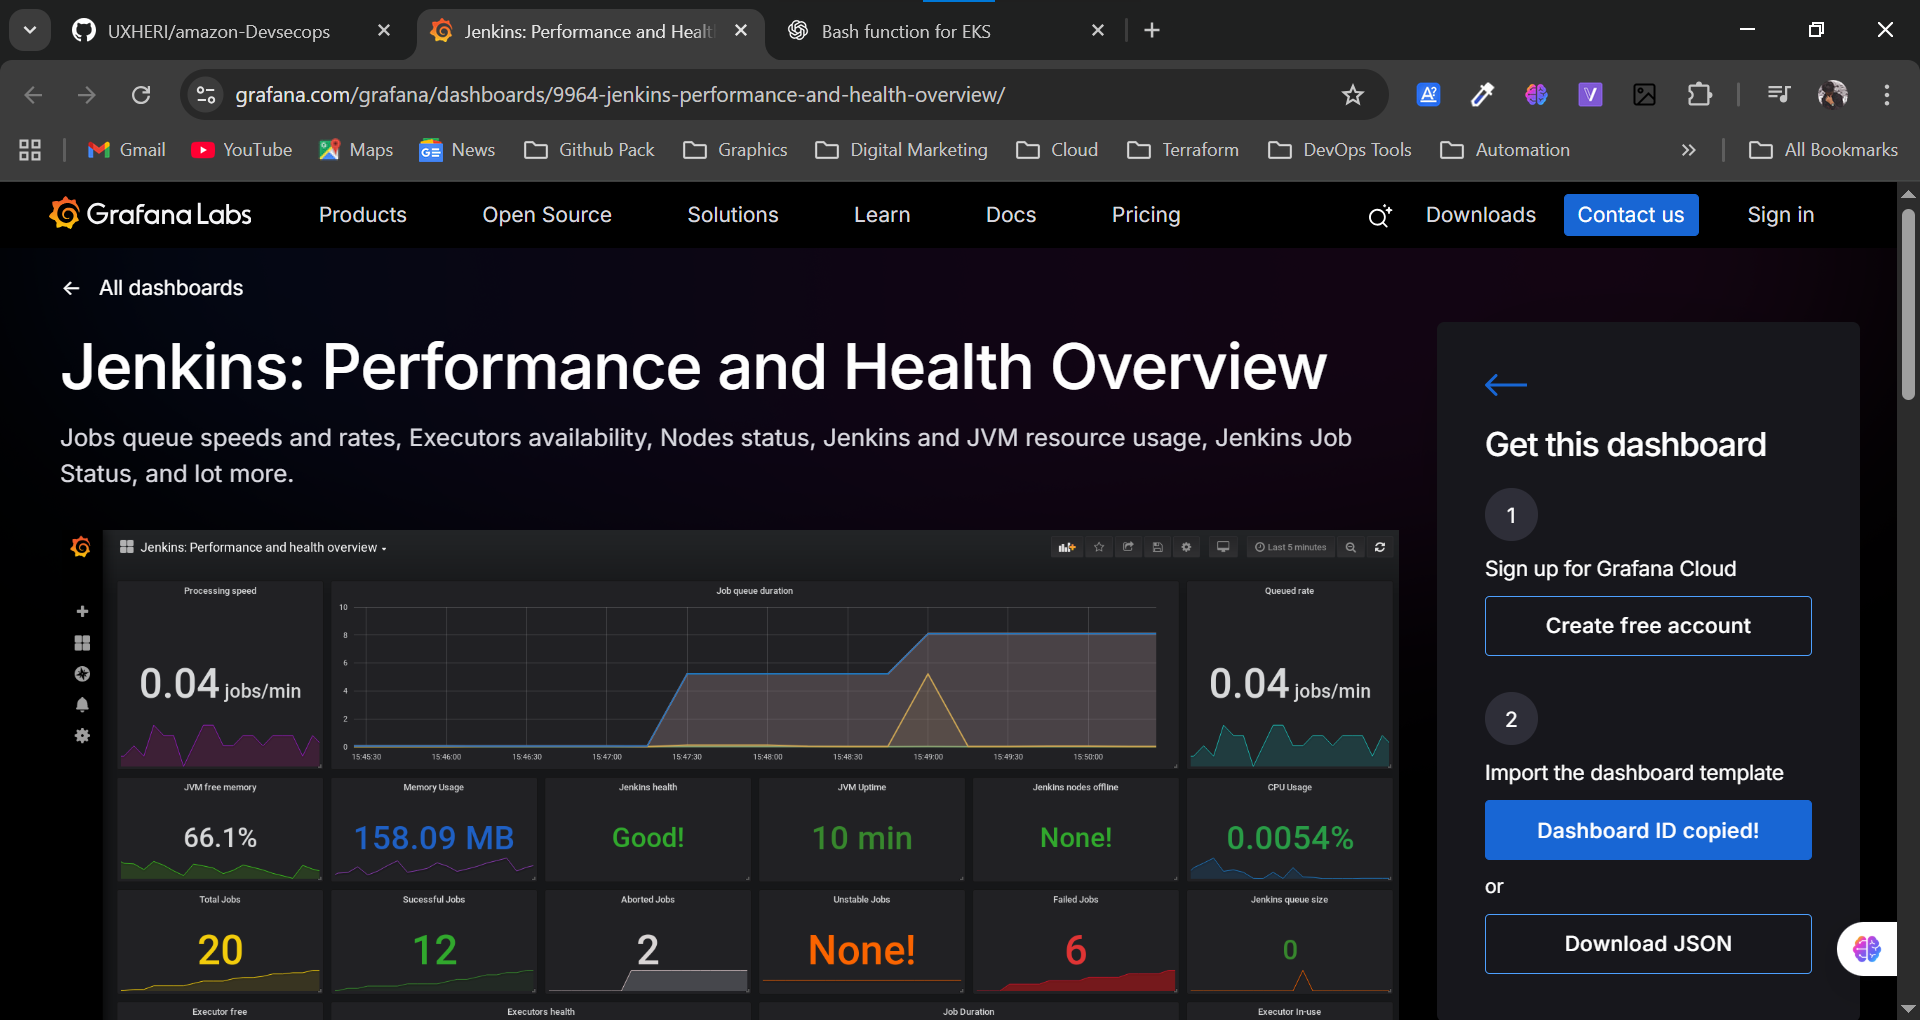 UXHERI/amazon-Devsecops
Jenkins: Performance and Healt
Bash function for EKS
grafana.com/grafana/dashboards/9964-jenkins-performance-and-health-overview/
Gmail
YouTube
Maps
News
Github Pack
Graphics
Digital Marketing
Cloud
Terraform
DevOps Tools
Automation
All Bookmarks
Grafana Labs
Products
Open Source
Solutions
Learn
Docs
Pricing
Downloads
Contact us
Sign in
← All dashboards
Jenkins: Performance and Health Overview
Jobs queue speeds and rates, Executors availability, Nodes status, Jenkins and JVM resource usage, Jenkins Job
Status, and lot more.
Jenkins: Performance and health overview
Last 5 minutes
Processing speed
0.04 jobs/min
Job queue duration
10
8
6
4
2
0
15:45:30
15:46:00
15:46:30
15:47:00
15:47:30
15:48:00
15:48:30
15:49:00
15:49:30
15:50:00
Queued rate
0.04 jobs/min
JVM free memory
66.1%
Memory Usage
158.09 MB
Jenkins health
Good!
JVM Uptime
10 min
Jenkins nodes offline
None!
CPU Usage
0.0054%
Total Jobs
20
Sucessful Jobs
12
Aborted Jobs
2
Unstable Jobs
None!
Failed Jobs
6
Jenkins queue size
0
Executor free
Executors health
Job Duration
Executor In-use
Get this dashboard
1
Sign up for Grafana Cloud
Create free account
2
Import the dashboard template
Dashboard ID copied!
or
Download JSON